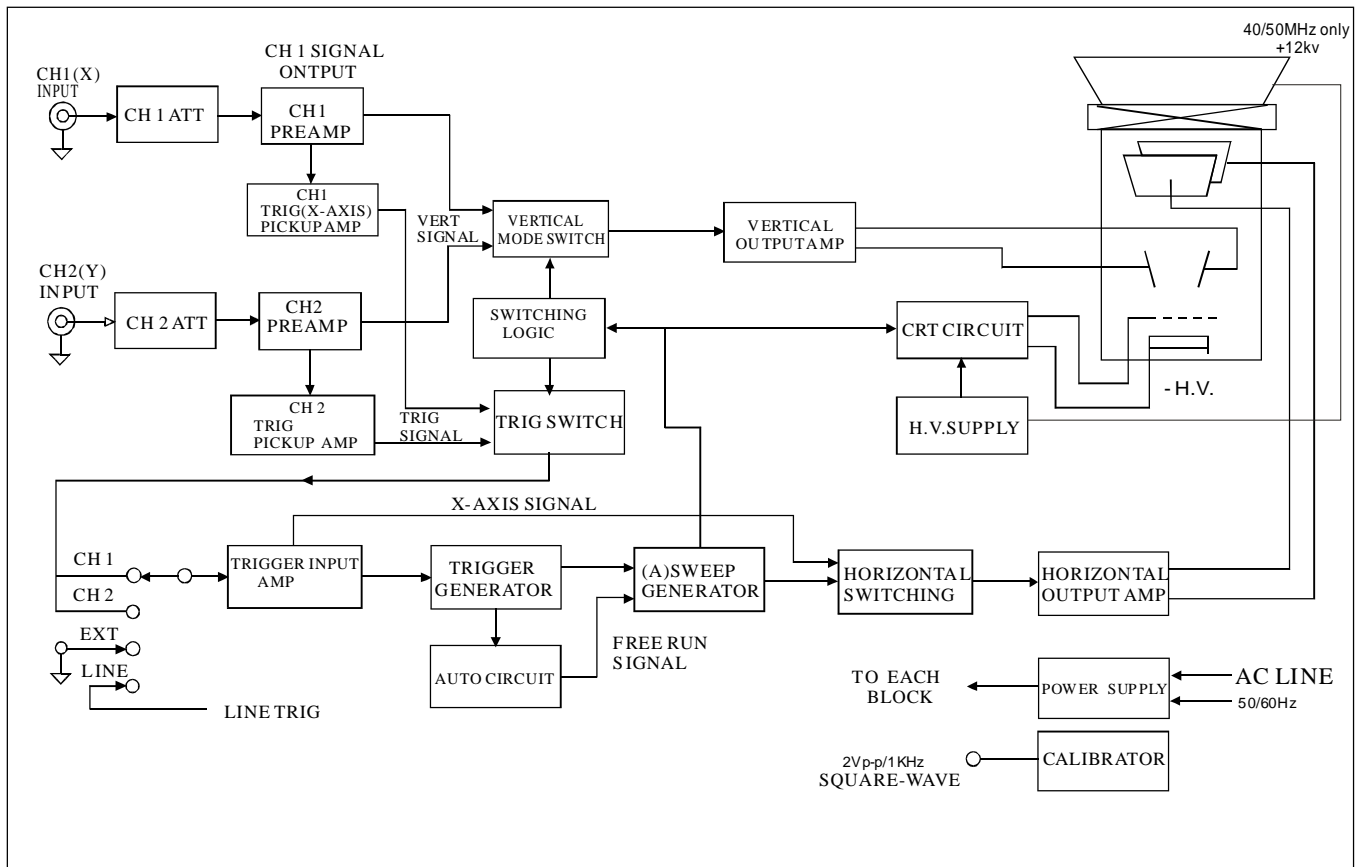 40/50MHz only
+12kv
CH 1 SIGNAL
ONTPUT
CH1(X)
INPUT
CH 1 ATT
CH1
PREAMP
CH1
TRIG(X-AXIS)
PICKUP AMP
VERT
SIGNAL
VERTICAL
MODE SWITCH
VERTICAL
OUTPUT AMP
CH2(Y)
INPUT
CH 2 ATT
CH2
PREAMP
SWITCHING
LOGIC
CRT CIRCUIT
- H.V.
CH 2
TRIG
PICKUP AMP
TRIG
SIGNAL
TRIG SWITCH
H.V.SUPPLY
X-AXIS SIGNAL
CH 1
CH 2
EXT
LINE
LINE TRIG
TRIGGER INPUT
AMP
TRIGGER
GENERATOR
(A)SWEEP
GENERATOR
HORIZONTAL
SWITCHING
HORIZONTAL
OUTPUT AMP
AUTO CIRCUIT
FREE RUN
SIGNAL
TO EACH
BLOCK
POWER SUPPLY
AC LINE
50/60Hz
2Vp-p/1KHz
SQUARE-WAVE
CALIBRATOR